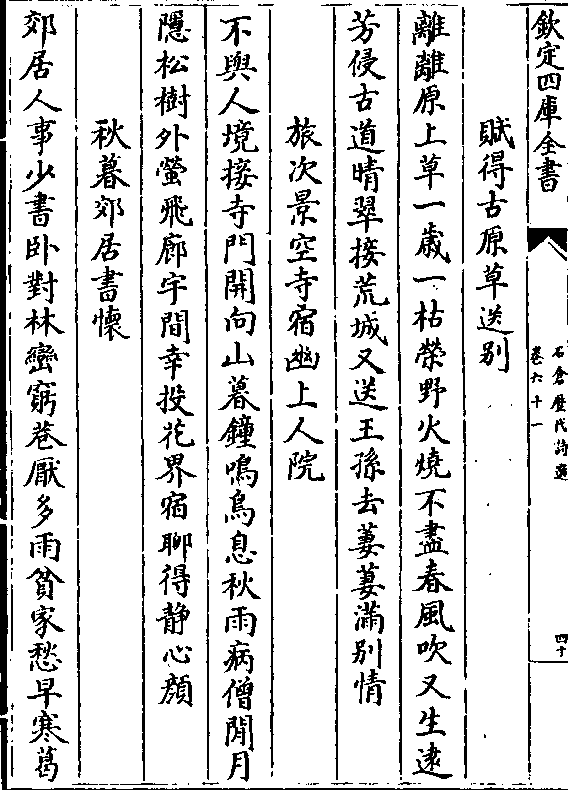 欽定四庫全書
石倉歷代詩選
卷六十一
四十
賦得古原草送别
離離原上草一歲一枯榮野火燒不盡春風吹又生逺
芳侵古道晴翠接荒城又送王孫去萋萋滿别情
旅次景空寺宿幽上人院
不與人境接寺門開向山暮鐘鳴鳥息秋雨病僧閒月
隱松樹外螢飛廊宇間幸投花界宿聊得静心顔
秋暮郊居書懷
郊居人事少書卧對林巒窮巷厭多雨貧家愁早寒葛